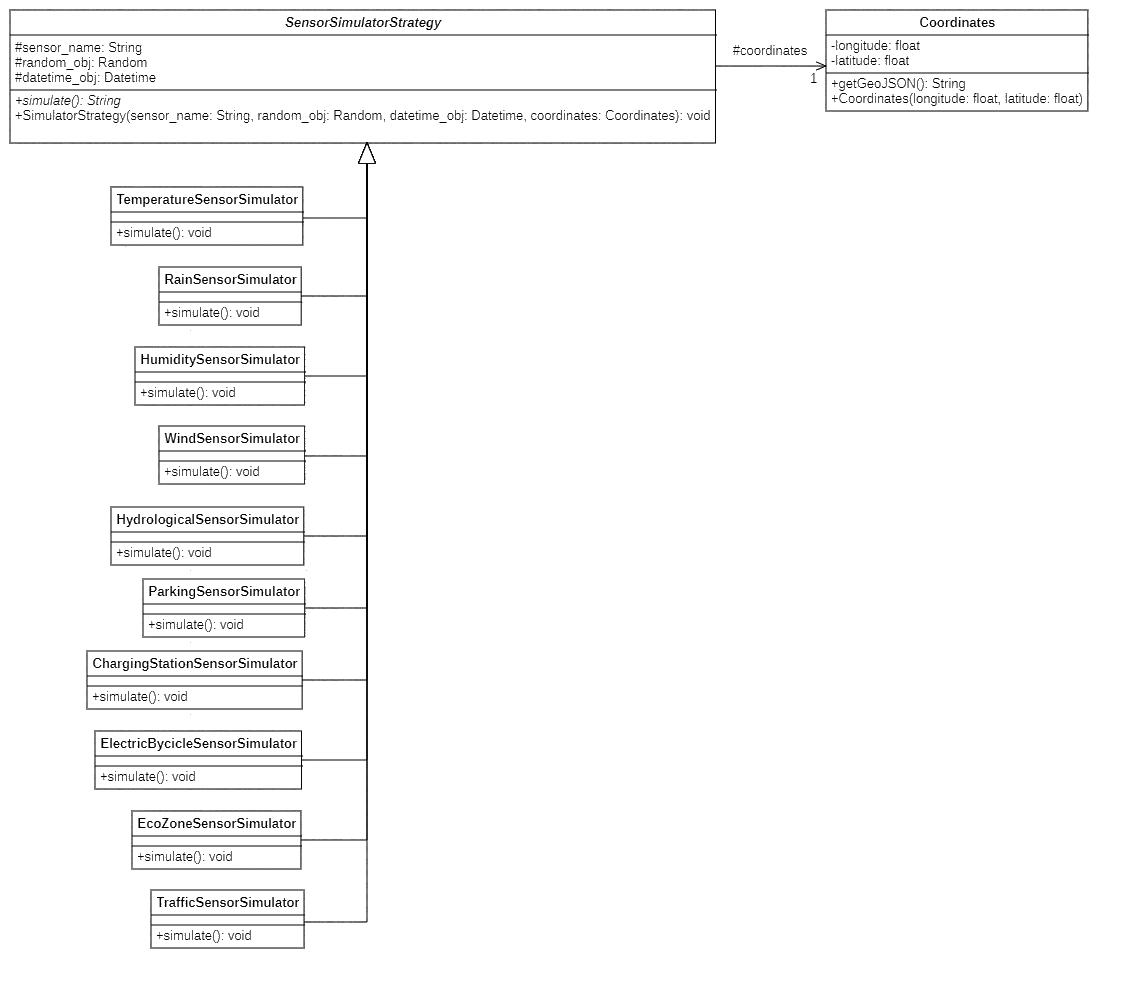 SensorSimulatorStrategy
#sensor_name: String
#random_obj: Random
#datetime_obj: Datetime
+simulate(): String
+SimulatorStrategy(sensor_name: String, random_obj: Random, datetime_obj: Datetime, coordinates: Coordinates): void
#coordinates
1
Coordinates
-longitude: float
-latitude: float
+getGeoJSON(): String
+Coordinates(longitude: float, latitude: float)
TemperatureSensorSimulator
+simulate(): void
RainSensorSimulator
+simulate(): void
HumiditySensorSimulator
+simulate(): void
WindSensorSimulator
+simulate(): void
HydrologicalSensorSimulator
+simulate(): void
ParkingSensorSimulator
+simulate(): void
ChargingStationSensorSimulator
+simulate(): void
ElectricBycicleSensorSimulator
+simulate(): void
EcoZoneSensorSimulator
+simulate(): void
TrafficSensorSimulator
+simulate(): void